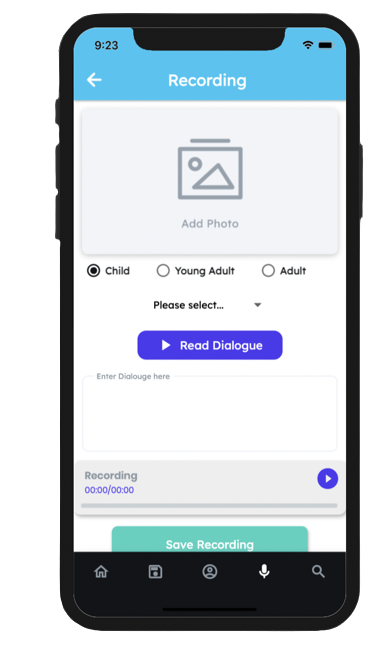 9:23
Recording
Add Photo
Child Young Adult Adult
Please select...
Read Dialogue
Enter Dialouge here
Recording
00:00/00:00
Save Recording